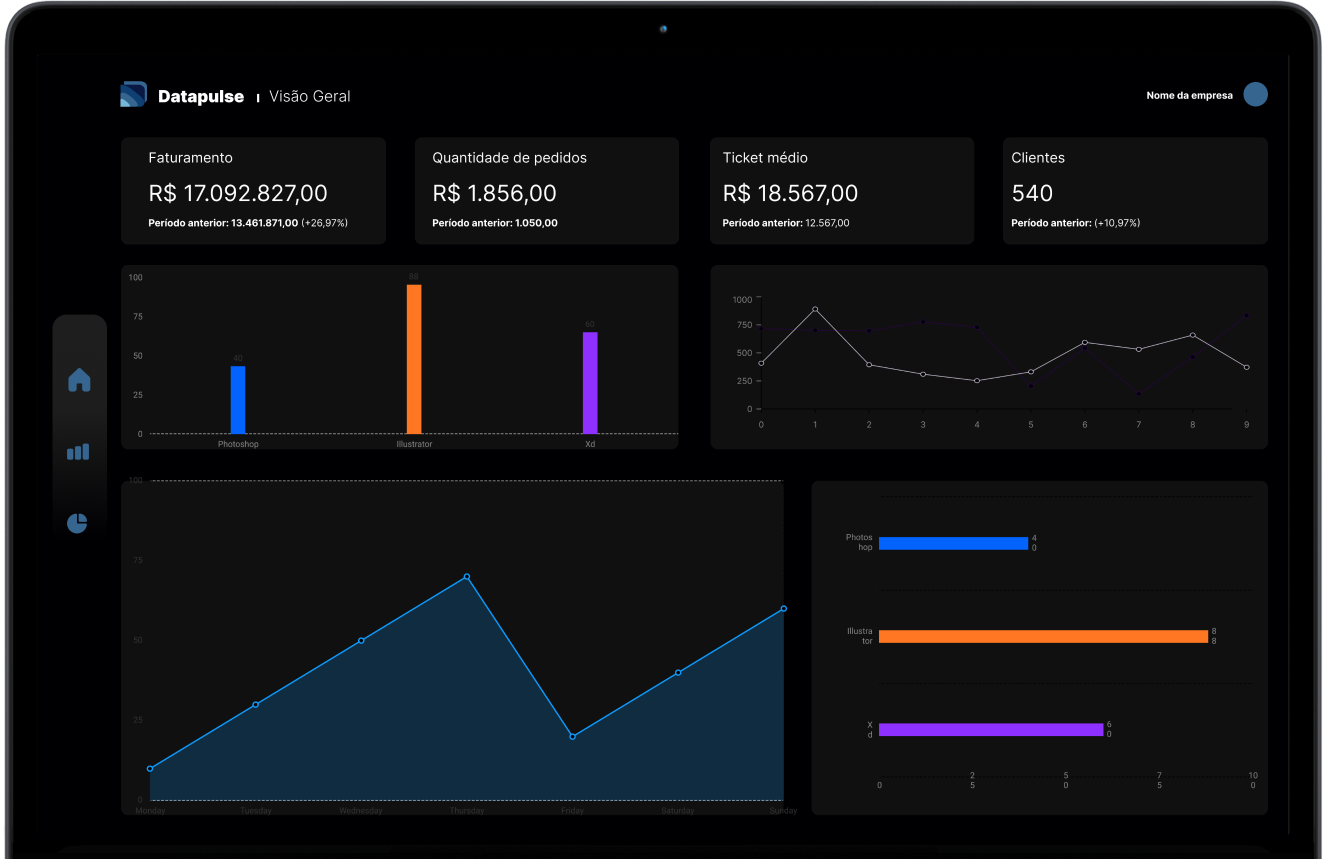 Datapulse
Visão Geral
Nome da empresa
Faturamento
R$ 17.092.827,00
Período anterior: 13.461.871,00 (+26,97%)
Quantidade de pedidos
R$ 1.856,00
Período anterior: 1.050,00
Ticket médio
R$ 18.567,00
Período anterior: 12.567,00
Clientes
540
Período anterior: (+10,97%)
100
75
50
25
0
40
88
60
Photoshop
Illustrator
Xd
1000
750
500
250
0
0 1 2 3 4 5 6 7 8 9
100
75
50
25
0
Monday Tuesday Wednesday Thursday Friday Saturday Sunday
Photos
hop
4
0
Illustra
tor
8
8
X
d
6
0
0
2
5
5
0
7
5
10
0